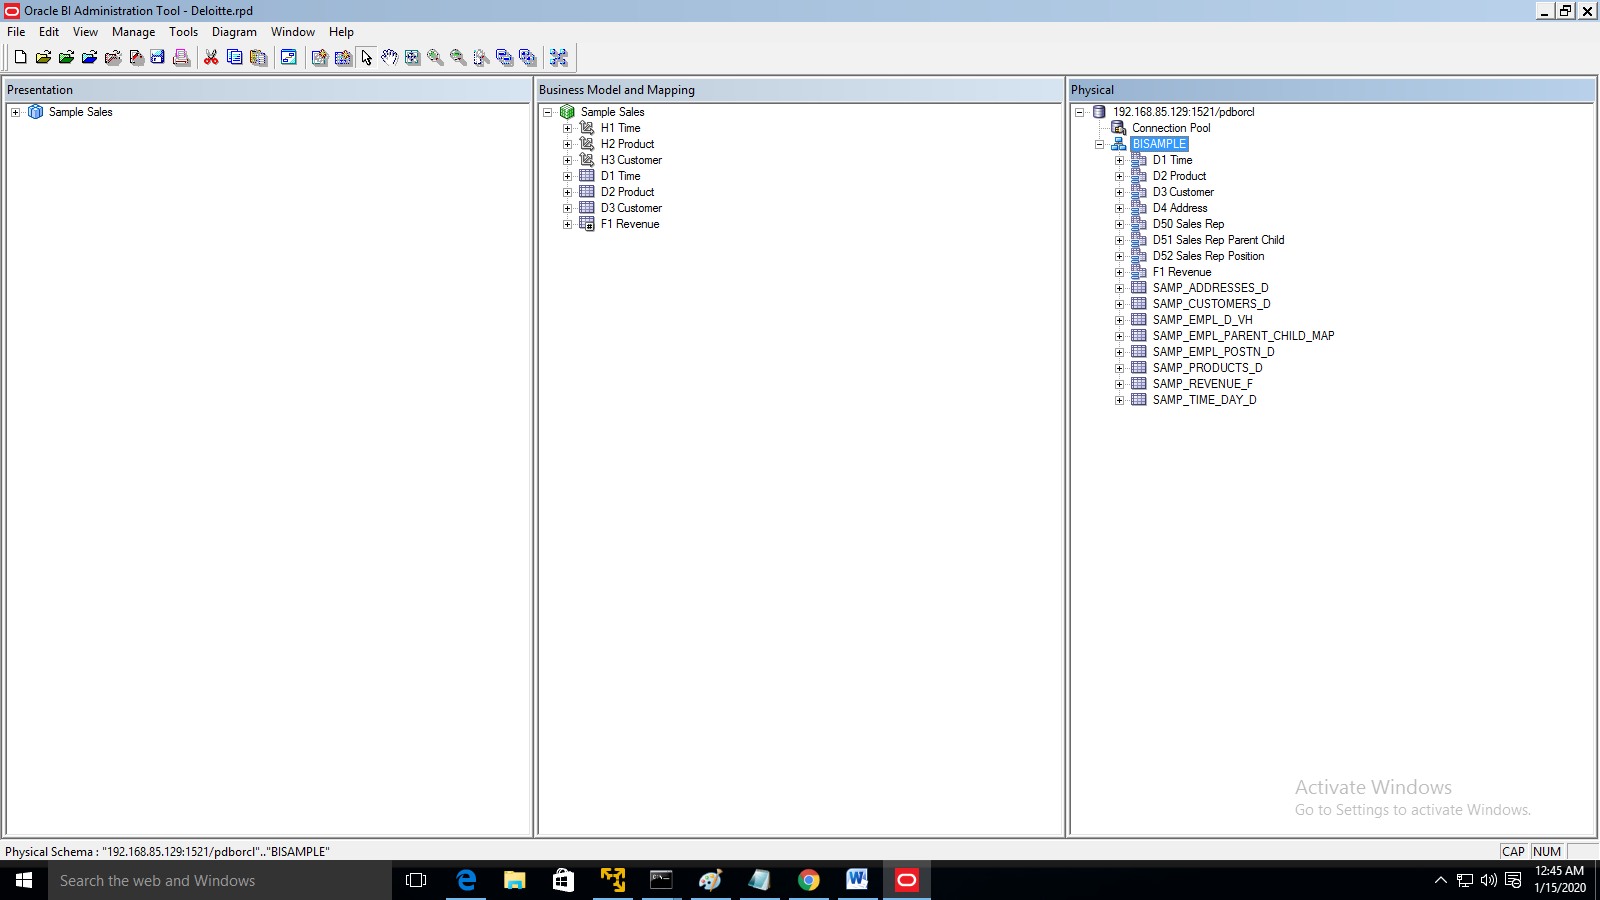 Oracle BI Administration Tool - Deloitte.rpd
File Edit View Manage Tools Diagram Window Help
Presentation
Sample Sales
Business Model and Mapping
Sample Sales
H1 Time
H2 Product
H3 Customer
D1 Time
D2 Product
D3 Customer
F1 Revenue
Physical
192.168.85.129:1521/pdborcl
Connection Pool
BISAMPLE
D1 Time
D2 Product
D3 Customer
D4 Address
D50 Sales Rep
D51 Sales Rep Parent Child
D52 Sales Rep Position
F1 Revenue
SAMP_ADDRESSES_D
SAMP_CUSTOMERS_D
SAMP_EMPL_D_VH
SAMP_EMPL_PARENT_CHILD_MAP
SAMP_EMPL_POSTN_D
SAMP_PRODUCTS_D
SAMP_REVENUE_F
SAMP_TIME_DAY_D
Activate Windows
Go to Settings to activate Windows.
Physical Schema : "192.168.85.129:1521/pdborcl".."BISAMPLE"
CAP NUM
Search the web and Windows
12:45 AM
1/15/2020